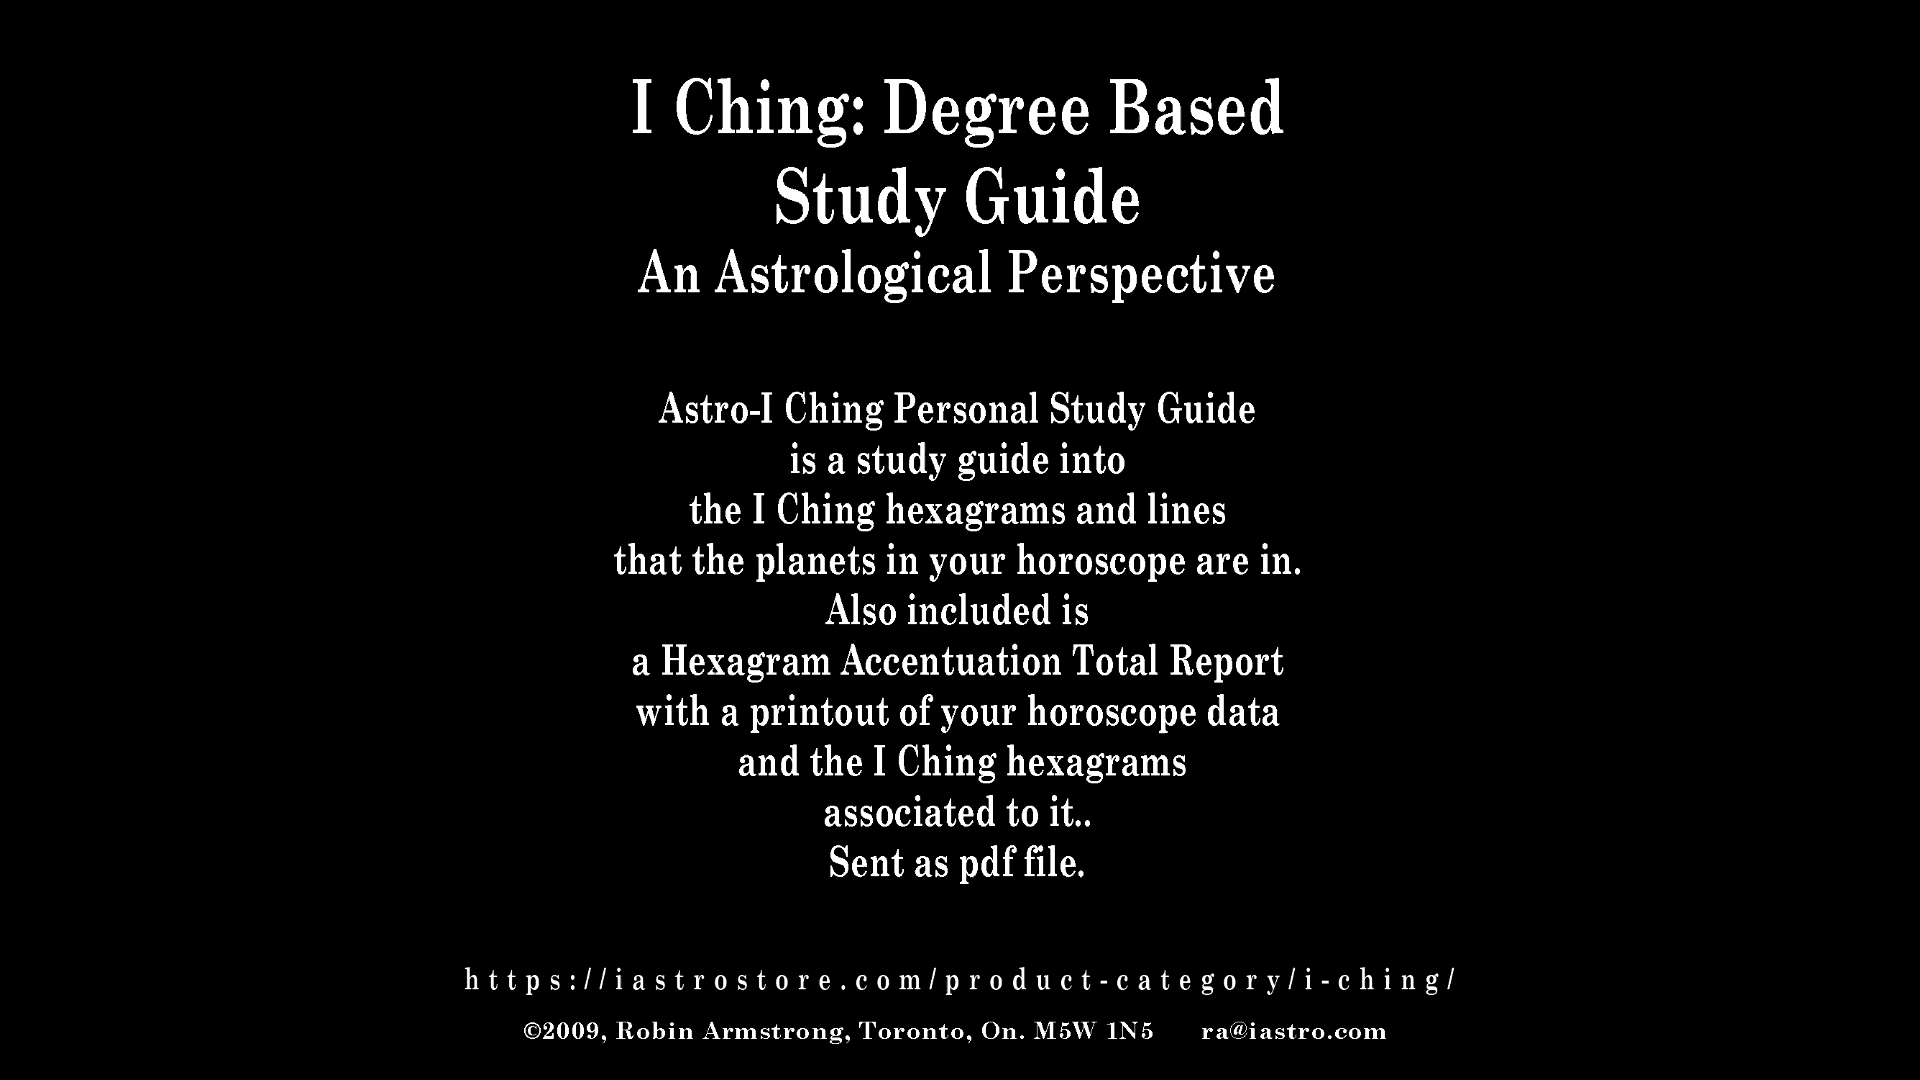 I Ching: Degree Based
Study Guide
An Astrological Perspective
Astro-I Ching Personal Study Guide
is a study guide into
the I Ching hexagrams and lines
that the planets in your horoscope are in.
Also included is
a Hexagram Accentuation Total Report
with a printout of your horoscope data
and the I Ching hexagrams
associated to it..
Sent as pdf file.
https://iastrostore.com/product-category/i-ching/
©2009, Robin Armstrong, Toronto, On. M5W 1N5 ra@iastro.com